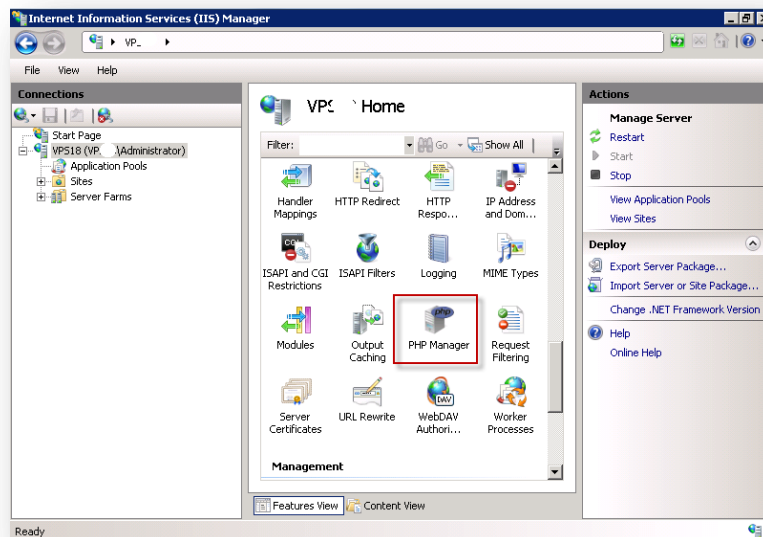 Internet Information Services (IIS) Manager
VP_
File View Help
Connections
Start Page
VPS18 (VP. .\Administrator)
Application Pools
Sites
Server Farms
VPS Home
Filter: Go Show All
Handler Mappings
HTTP Redirect
HTTP Respo...
IP Address and Dom...
ISAPI and CGI Restrictions
ISAPI Filters
Logging
MIME Types
Modules
Output Caching
php
PHP Manager
Request Filtering
Server Certificates
URL Rewrite
DAV
WebDAV Authori...
Worker Processes
Management
Features View Content View
Actions
Manage Server
Restart
Start
Stop
View Application Pools
View Sites
Deploy
Export Server Package...
Import Server or Site Package...
Change .NET Framework Version
Help
Online Help
Ready